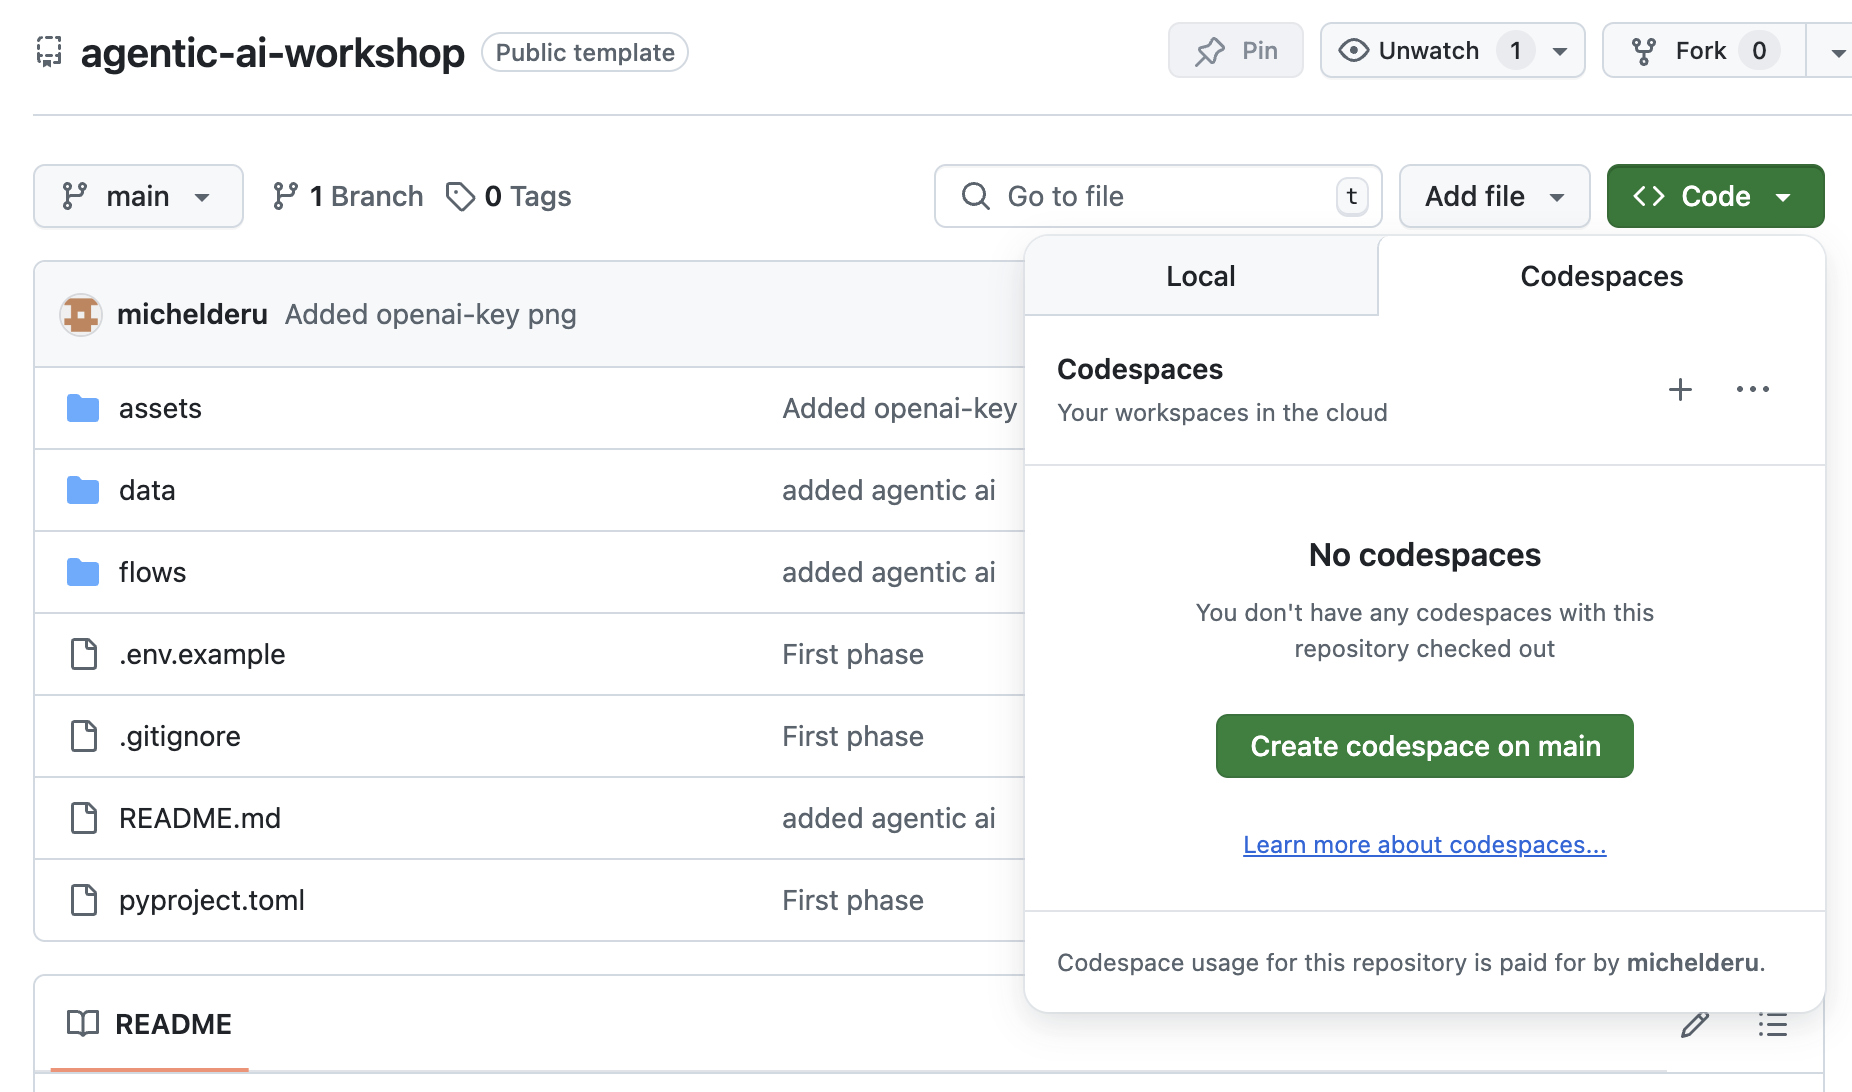 agentic-ai-workshop Public template Pin Unwatch 1 Fork 0
main 1 Branch 0 Tags Go to file t Add file Code
Local Codespaces
michelderu Added openai-key png
Codespaces
Your workspaces in the cloud
assets Added openai-key
data added agentic ai
No codespaces
flows added agentic ai
You don't have any codespaces with this
repository checked out
.env.example First phase
.gitignore First phase
Create codespace on main
README.md added agentic ai
Learn more about codespaces...
pyproject.toml First phase
Codespace usage for this repository is paid for by michelderu.
README